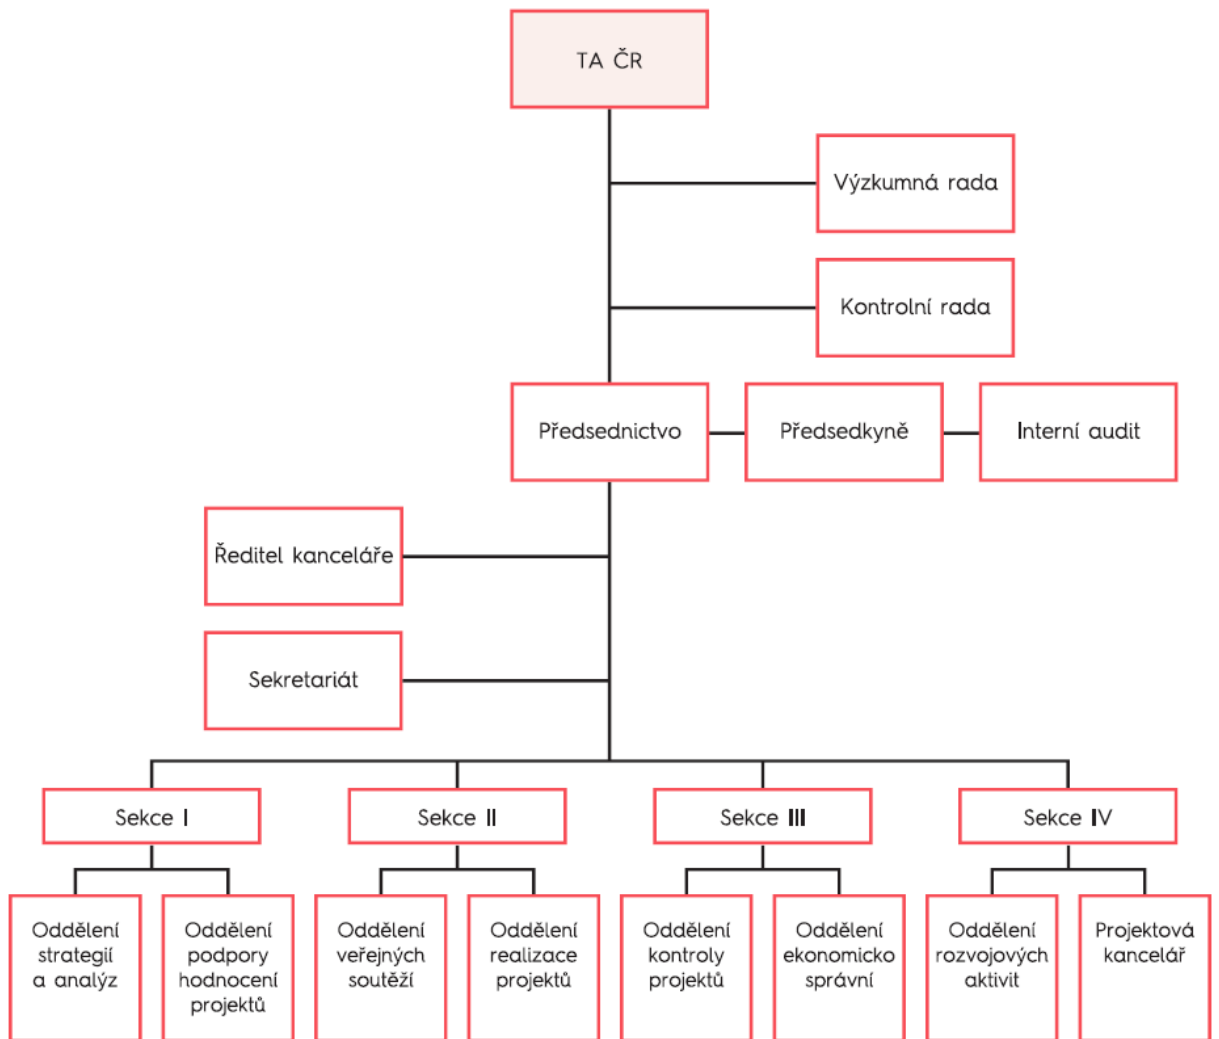 TA ČR
Výzkumná rada
Kontrolní rada
Předsednictvo
Předsedkyně
Interní audit
Ředitel kanceláře
Sekretariát
Sekce I
Sekce II
Sekce III
Sekce IV
Oddělení
strategií
a analýz
Oddělení
podpory
hodnocení
projektů
Oddělení
veřejných
soutěží
Oddělení
realizace
projektů
Oddělení
kontroly
projektů
Oddělení
ekonomicko
správní
Oddělení
rozvojových
aktivit
Projektová
kancelář